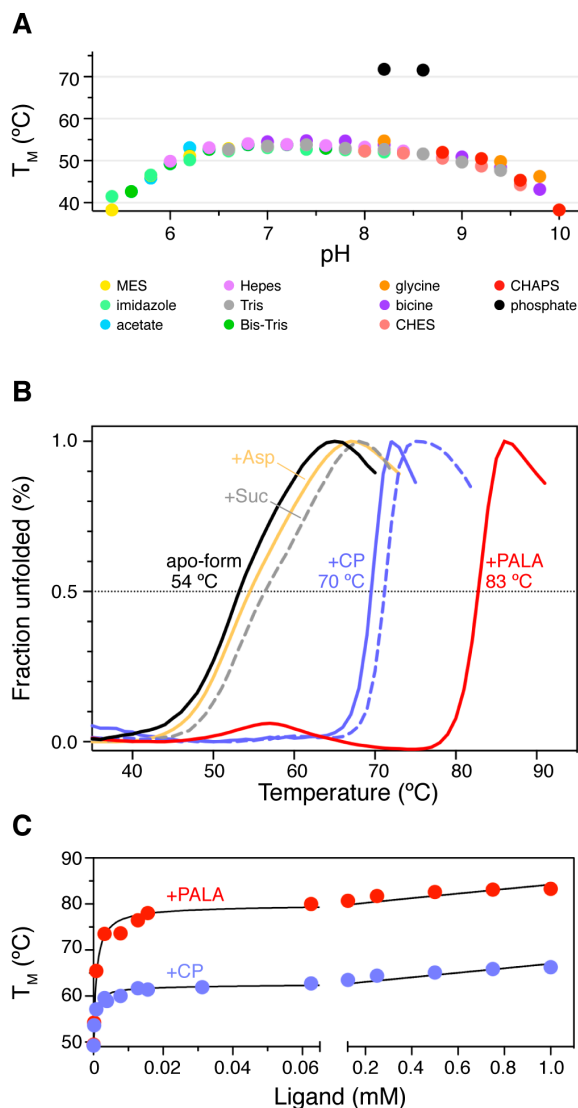 A
T_M (ºC)
70
60
50
40
6 7 8 9 10
pH
MES Hepes glycine CHAPS
imidazole Tris bicine phosphate
acetate Bis-Tris CHES
B
Fraction unfolded (%)
1.0
+Asp
+Suc
apo-form +CP +PALA
54 ºC 70 ºC 83 ºC
0.5
0.0
40 50 60 70 80 90
Temperature (ºC)
C
T_M (ºC)
90
+PALA
80
70
+CP
60
50
0 0.02 0.04 0.06 0.2 0.4 0.6 0.8 1.0
Ligand (mM)